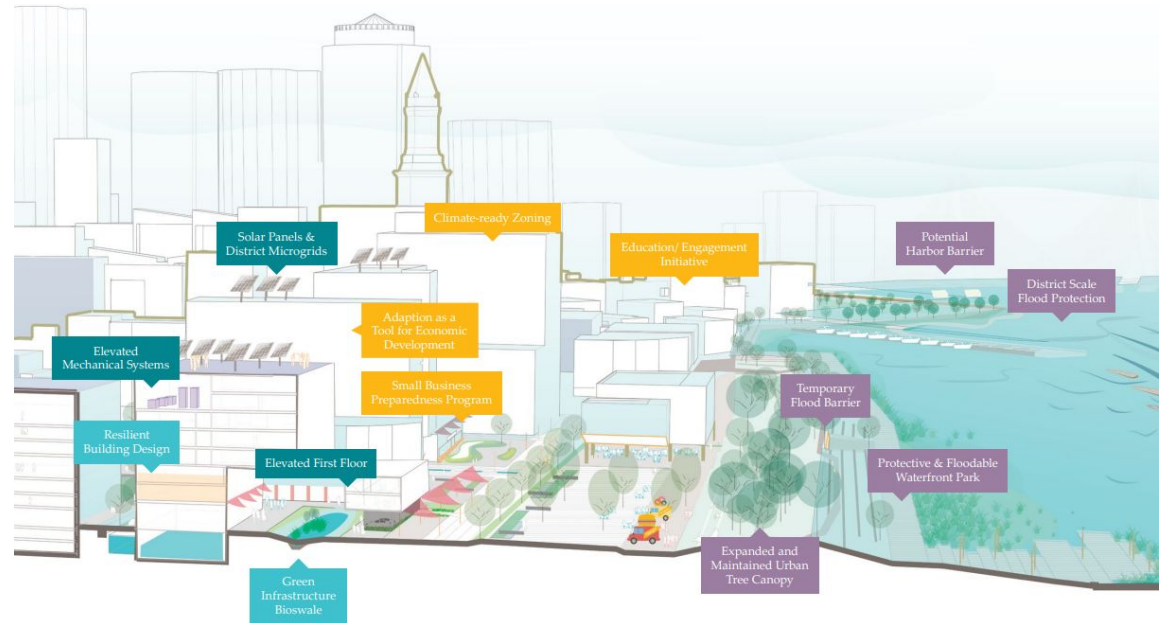 Climate-ready Zoning
Solar Panels &
District Microgrids
Education/ Engagement
Initiative
Potential
Harbor Barrier
District Scale
Flood Protection
Adaption as a
Tool for Economic
Development
Elevated
Mechanical Systems
Small Business
Preparedness Program
Temporary
Flood Barrier
Resilient
Building Design
Elevated First Floor
Protective & Floodable
Waterfront Park
Expanded and
Maintained Urban
Tree Canopy
Green
Infrastructure
Bioswale